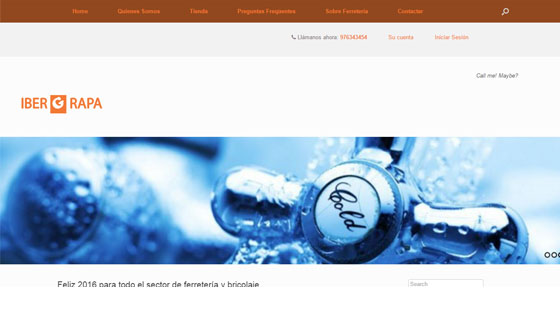 Home Quienes Somos Tienda Preguntas Freqüentes Sobre Ferretería Contactar
Llámanos ahora: 976343454 Su cuenta Iniciar Sesión
Call me! Maybe?
IBER G RAPA
Cold
Feliz 2016 para todo el sector de ferretería y bricolaje
Search